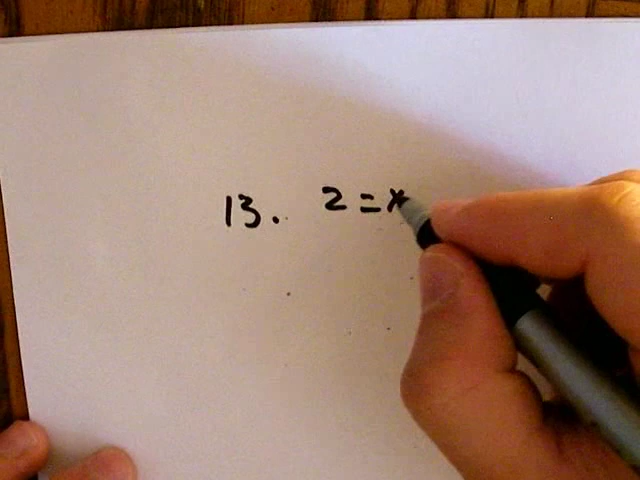 13. 2 = x